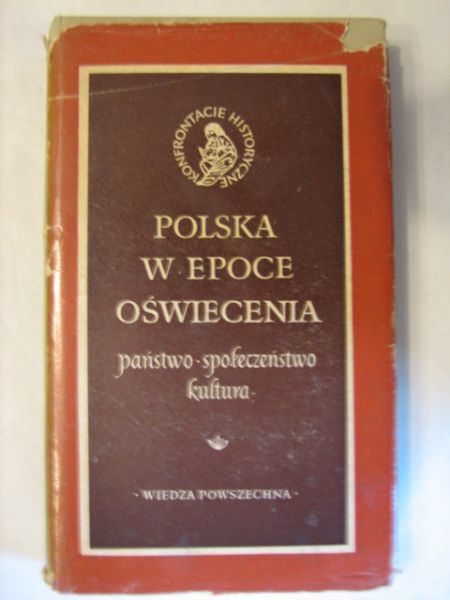 KONFRONTACJE HISTORYCZNE
POLSKA
W EPOCE
OŚWIECENIA
państwo · społeczeństwo
kultura ·
· WIEDZA POWSZECHNA ·